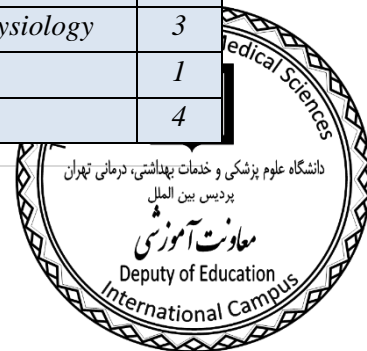 ysiology 3
1
4
edical Sciences
دانشگاه علوم پزشکی و خدمات بهداشتی، درمانی تهران
پردیس بین الملل
معاونت آموزشی
Deputy of Education
International Campus